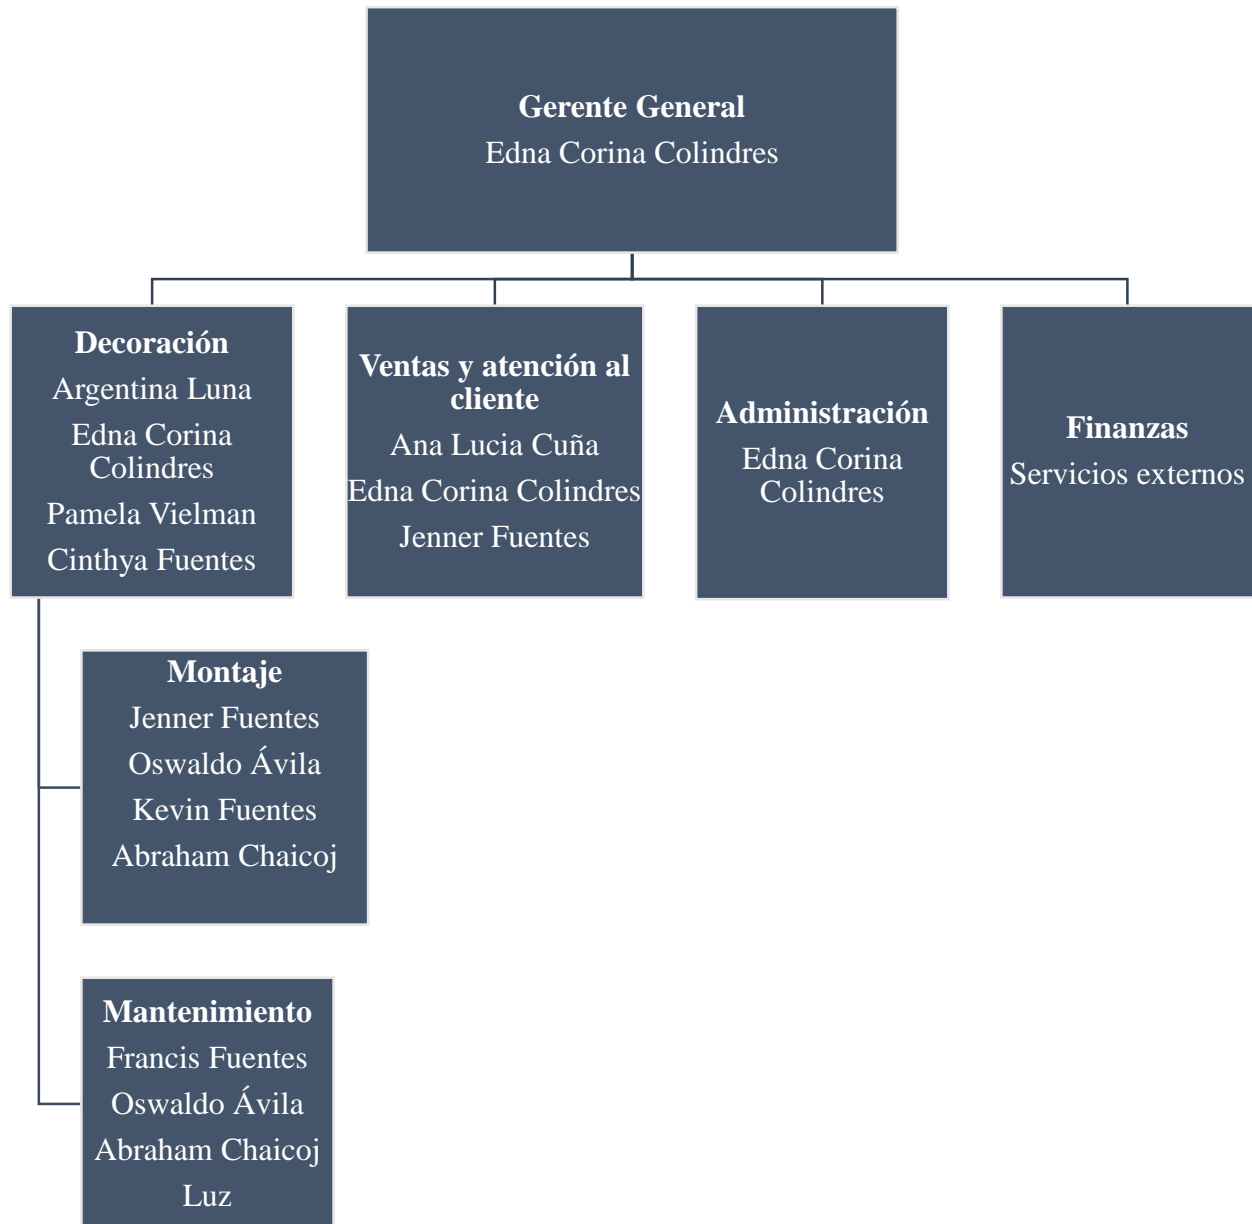 Gerente General
Edna Corina Colindres
Decoración
Argentina Luna
Edna Corina
Colindres
Pamela Vielman
Cinthya Fuentes
Ventas y atención al
cliente
Ana Lucia Cuña
Edna Corina Colindres
Jenner Fuentes
Administración
Edna Corina
Colindres
Finanzas
Servicios externos
Montaje
Jenner Fuentes
Oswaldo Ávila
Kevin Fuentes
Abraham Chaicoj
Mantenimiento
Francis Fuentes
Oswaldo Ávila
Abraham Chaicoj
Luz